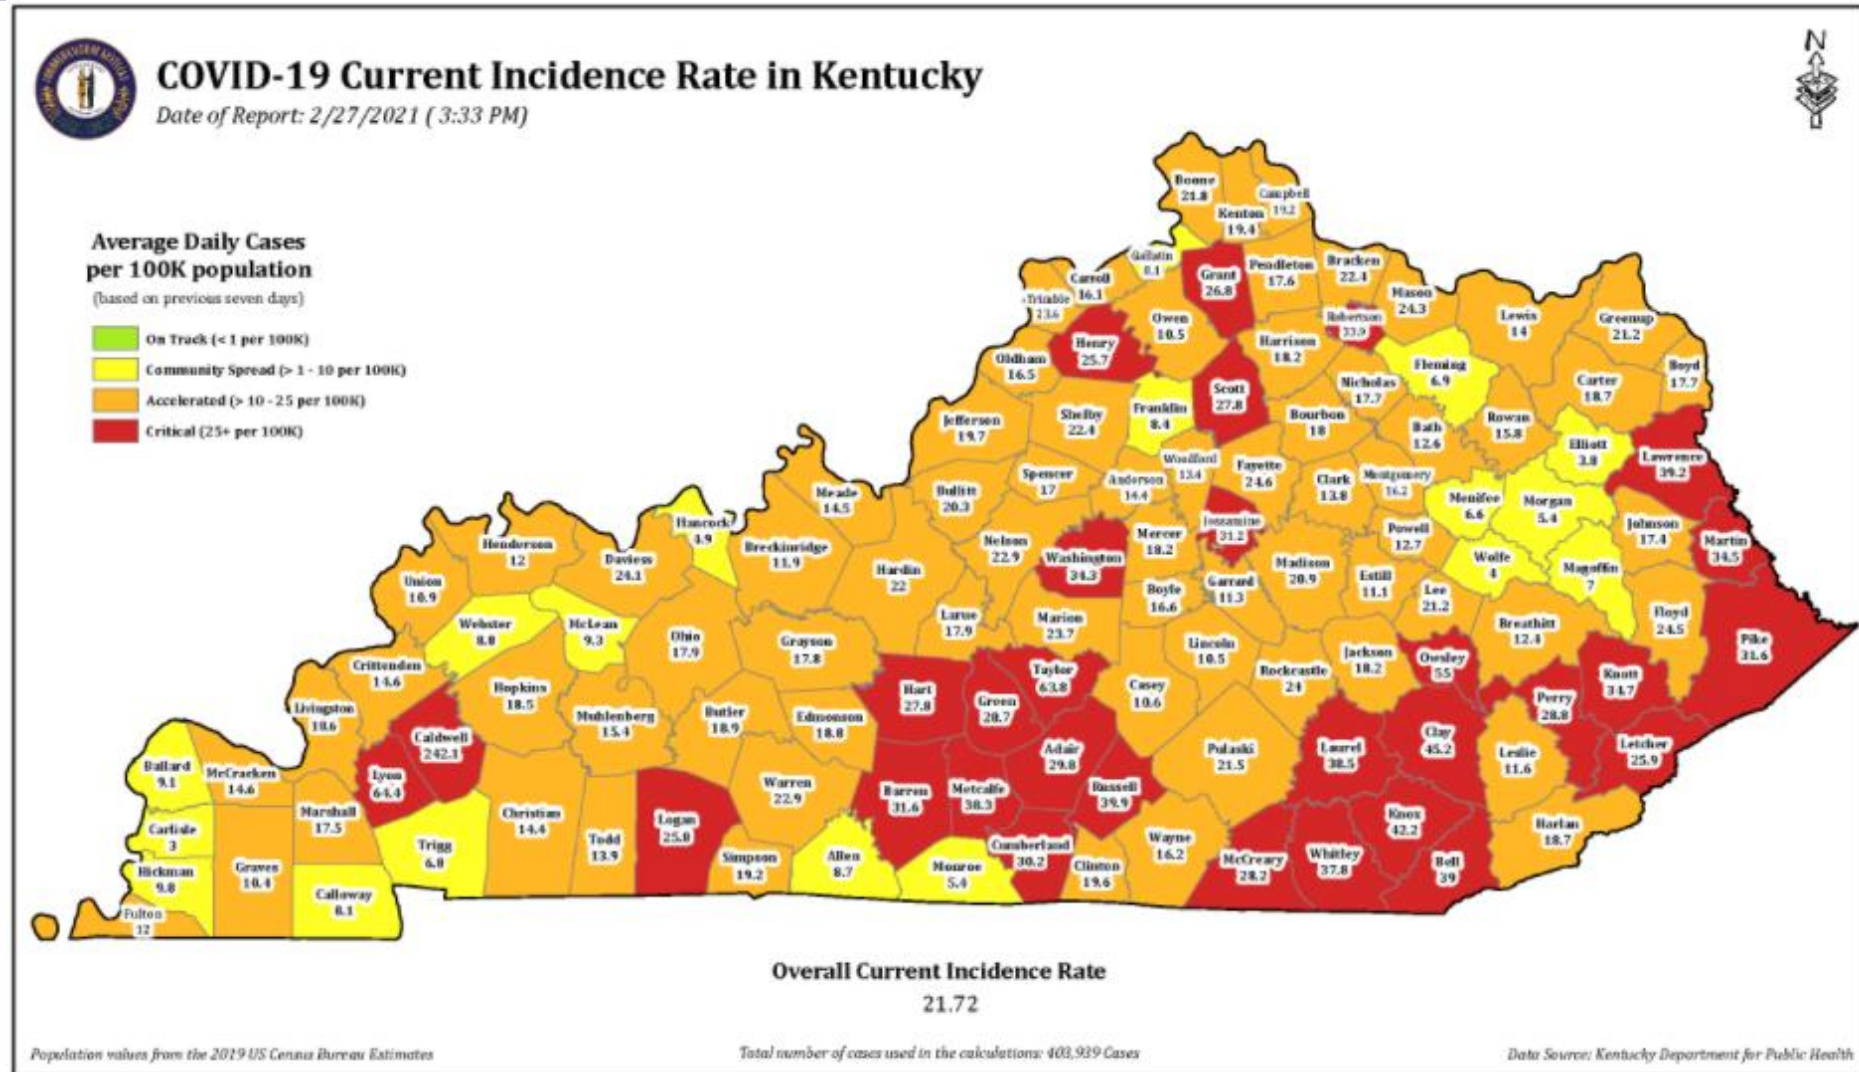 COVID-19 Current Incidence Rate in Kentucky
Date of Report: 2/27/2021 ( 3:33 PM)
N
Average Daily Cases
per 100K population
(based on previous seven days)
On Track (< 1 per 100K)
Community Spread (> 1 - 10 per 100K)
Accelerated (> 10 - 25 per 100K)
Critical (25+ per 100K)
Boone
21.8
Kenton
19.4
Campbell
19.2
Gallatin
8.1
Grant
26.8
Pendleton
17.6
Bracken
22.4
Mason
24.3
Carroll
16.1
Trimble
23.6
Owen
10.5
Robertson
33.9
Lewis
14
Greenup
21.2
Henry
25.7
Harrison
18.2
Oldham
16.5
Fleming
6.9
Boyd
17.7
Scott
27.8
Nicholas
17.7
Carter
18.7
Jefferson
19.7
Shelby
22.4
Franklin
8.4
Bourbon
18
Bath
12.6
Rowan
15.8
Elliott
3.8
Lawrence
39.2
Woodford
13.4
Fayette
24.6
Spencer
17
Anderson
14.4
Clark
13.8
Montgomery
16.2
Meade
14.5
Bullitt
20.3
Menifee
6.6
Morgan
5.4
Hancock
4.9
Jessamine
31.2
Johnson
17.4
Martin
34.5
Henderson
12
Daviess
24.1
Breckinridge
11.9
Nelson
22.9
Washington
34.3
Mercer
18.2
Powell
12.7
Hardin
22
Madison
20.9
Wolfe
4
Magoffin
7
Union
10.9
Boyle
16.6
Garrard
11.3
Estill
11.1
Lee
21.2
Floyd
24.5
Webster
8.8
McLean
9.3
Ohio
17.9
Grayson
17.8
Larue
17.9
Marion
23.7
Lincoln
10.5
Breathitt
12.4
Pike
31.6
Crittenden
14.6
Taylor
63.8
Rockcastle
24
Jackson
18.2
Owsley
55
Hopkins
18.5
Hart
27.8
Green
28.7
Casey
10.6
Perry
28.8
Knott
34.7
Livingston
18.6
Muhlenberg
15.4
Butler
18.9
Edmonson
18.8
Caldwell
242.1
Adair
29.8
Pulaski
21.5
Laurel
38.5
Clay
45.2
Leslie
11.6
Letcher
25.9
Ballard
9.1
McCracken
14.6
Lyon
64.4
Warren
22.9
Barren
31.6
Metcalfe
38.3
Russell
39.9
Marshall
17.5
Christian
14.4
Logan
25.8
Knox
42.2
Carlisle
3
Trigg
6.8
Todd
13.9
Simpson
19.2
Allen
8.7
Monroe
5.4
Cumberland
30.2
Clinton
19.6
Wayne
16.2
McCreary
28.2
Whitley
37.8
Bell
39
Harlan
18.7
Hickman
9.8
Graves
10.4
Calloway
8.1
Fulton
12
Overall Current Incidence Rate
21.72
Population values from the 2019 US Census Bureau Estimates
Total number of cases used in the calculations: 403,939 Cases
Data Source: Kentucky Department for Public Health